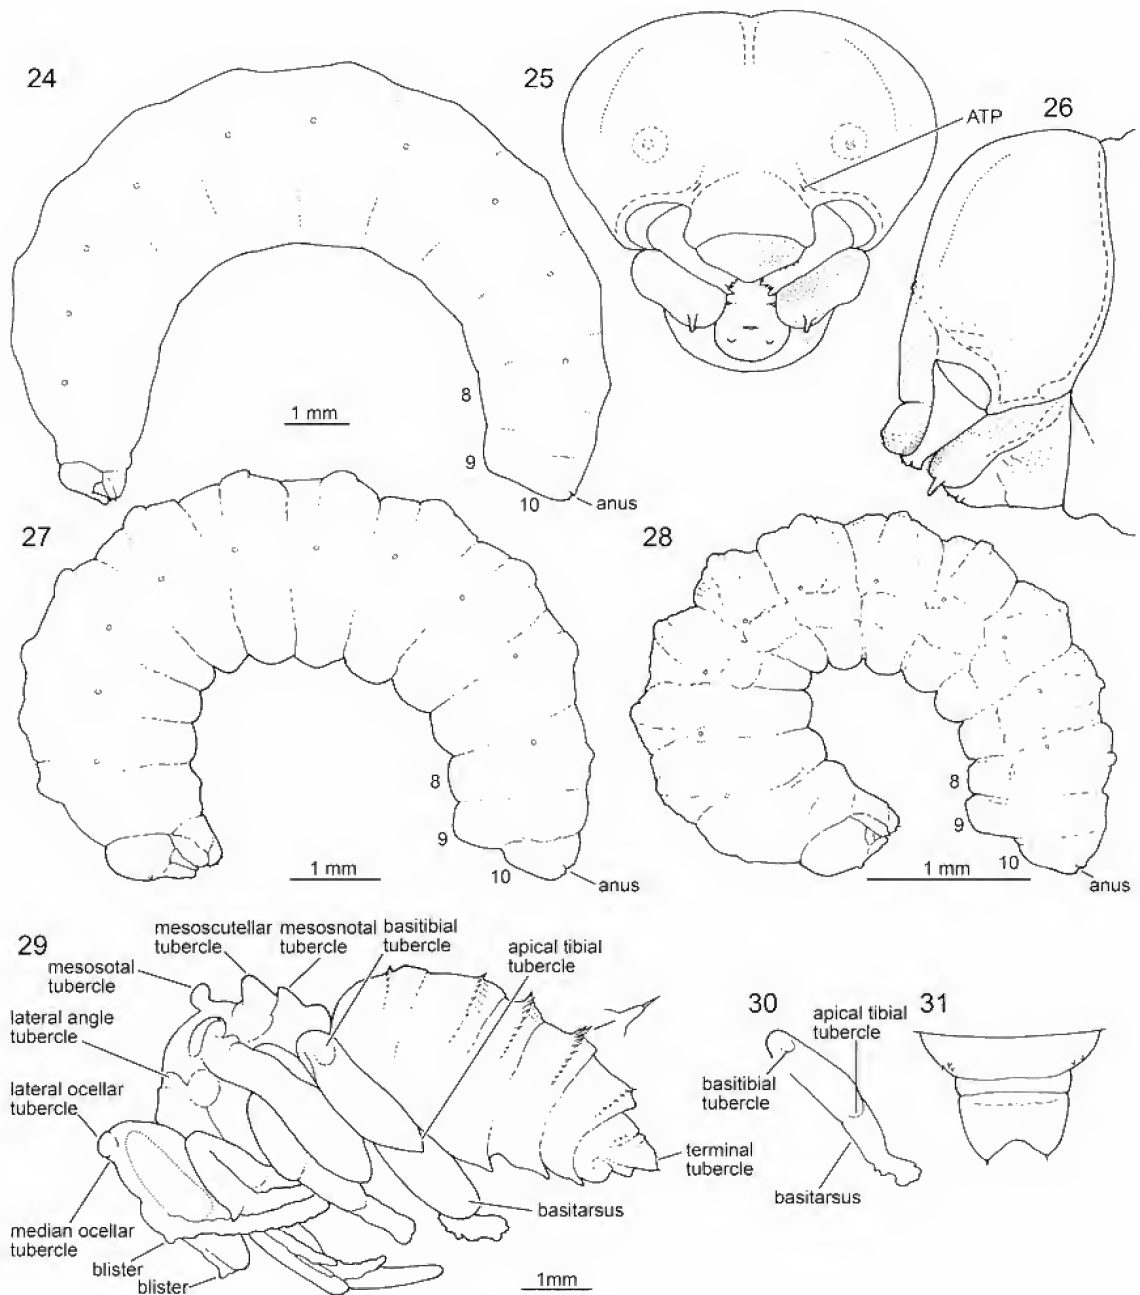 24
25
26
ATP
8
1 mm
9
10
anus
27
28
8
9
1 mm
10
anus
8
9
10
1 mm
anus
29
mesoscutellar
tubercle
mesosnotal
tubercle
basitibial
tubercle
apical tibial
tubercle
mesosotal
tubercle
lateral angle
tubercle
lateral ocellar
tubercle
median ocellar
tubercle
blister
blister
terminal
tubercle
basitarsus
1mm
30
apical tibial
tubercle
basitibial
tubercle
basitarsus
31